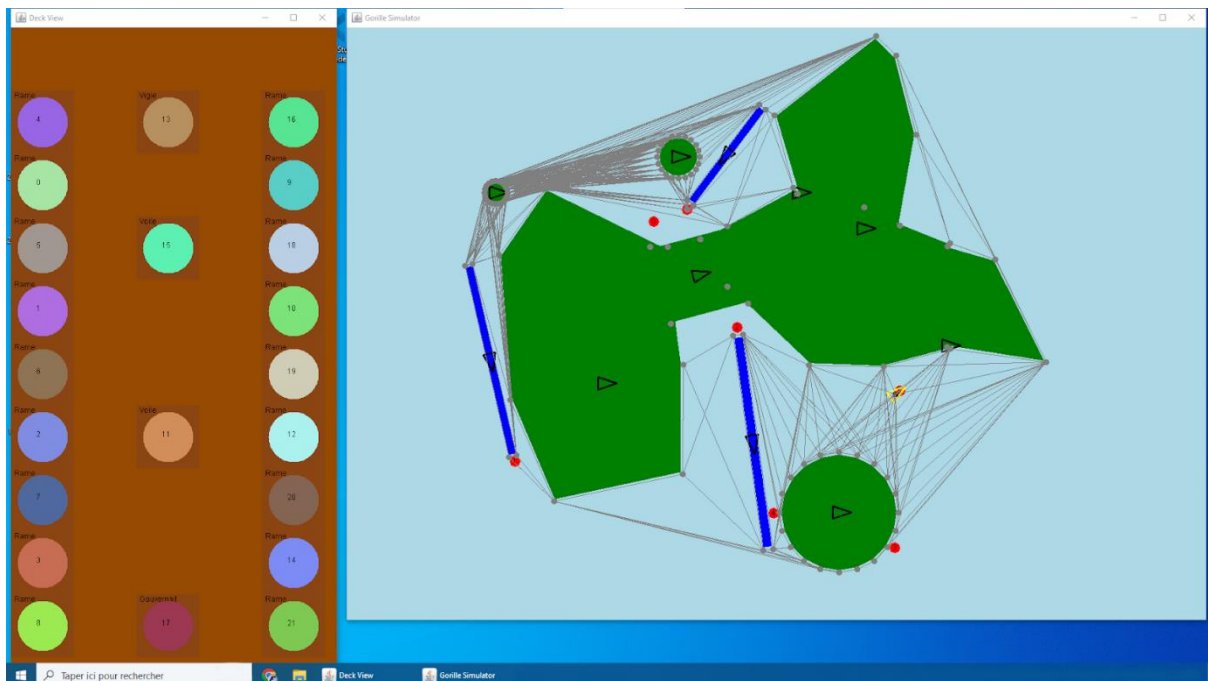 Deck View
Gorille Simulator
Rame
Vigie
Rame
4
13
16
Rame
Rame
0
9
Rame
Voile
Rame
5
15
18
Rame
Rame
1
10
Rame
Rame
6
19
Rame
Voile
Rame
2
11
12
Rame
Rame
7
20
Rame
Rame
3
14
Rame
Gouvernail
Rame
8
17
21
Taper ici pour rechercher
Deck View
Gorille Simulator